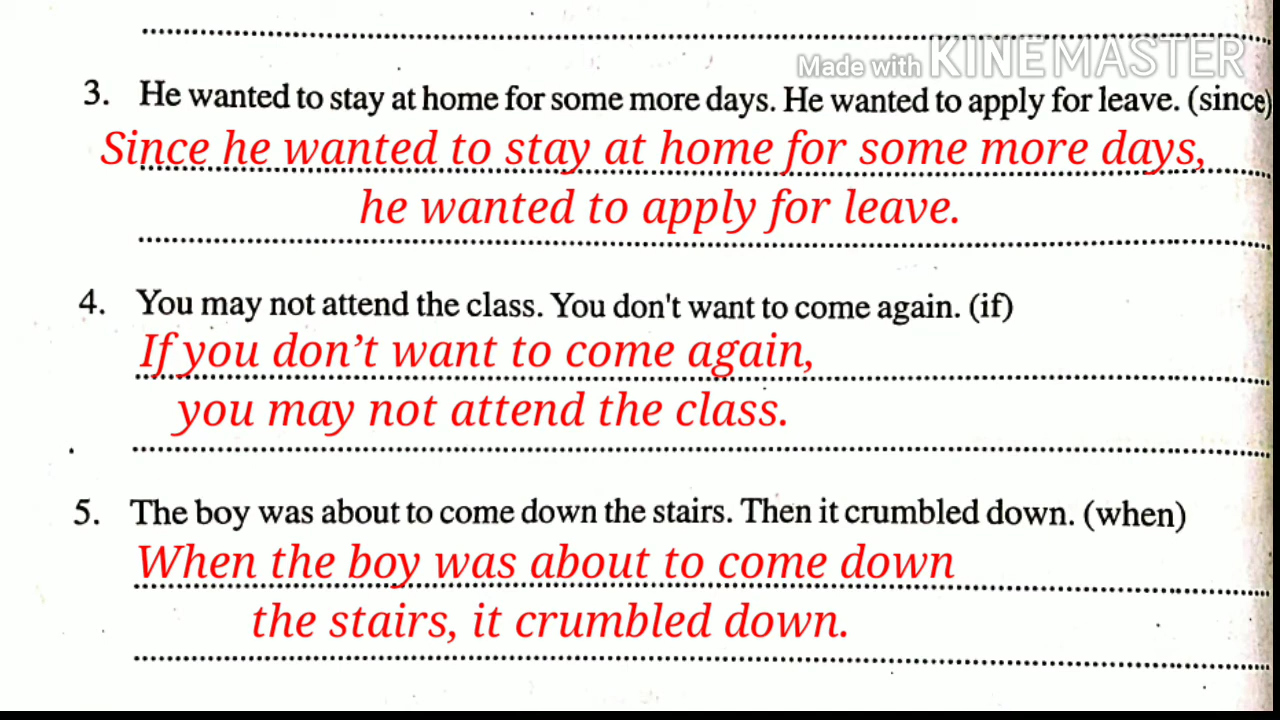 Made with KINEMASTER
3. He wanted to stay at home for some more days. He wanted to apply for leave. (since)
Since he wanted to stay at home for some more days,
he wanted to apply for leave.
4. You may not attend the class. You don't want to come again. (if)
If you don’t want to come again,
you may not attend the class.
5. The boy was about to come down the stairs. Then it crumbled down. (when)
When the boy was about to come down
the stairs, it crumbled down.